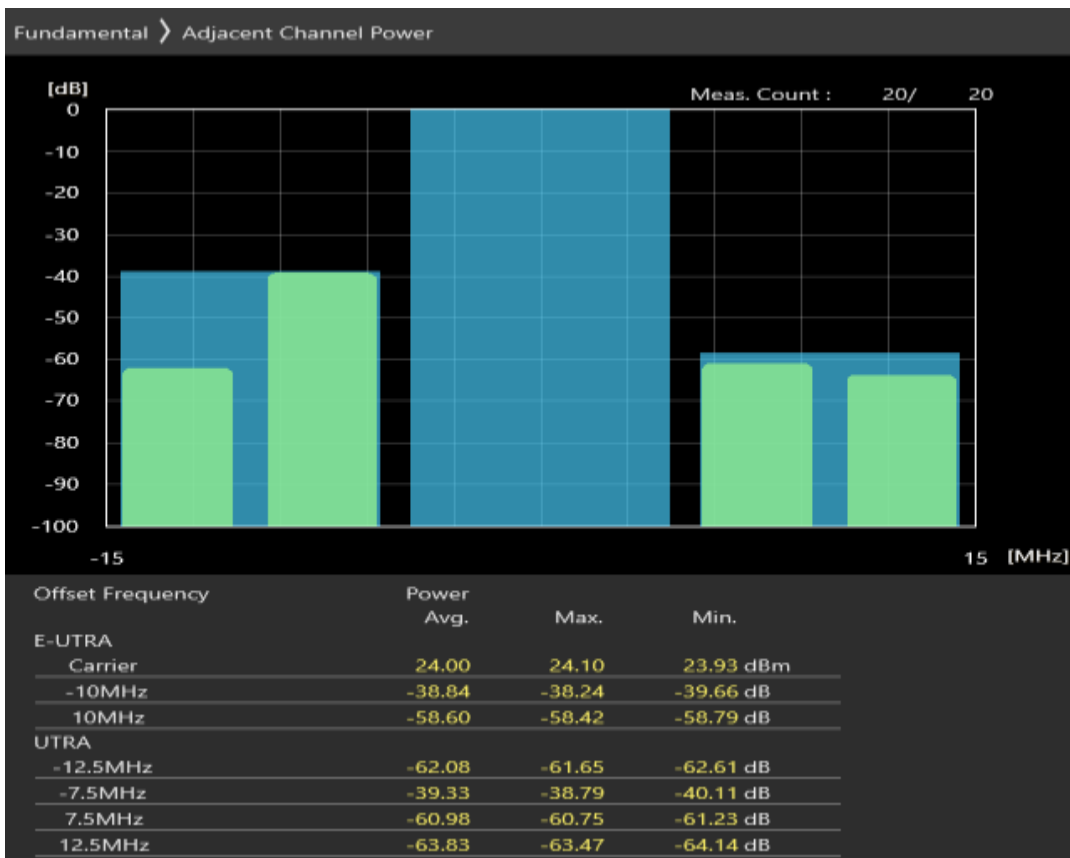 Fundamental 〉 Adjacent Channel Power
[dB]
Meas. Count : 20/ 20
0
-10
-20
-30
-40
-50
-60
-70
-80
-90
-100
-15 15 [MHz]
Offset Frequency Power
Avg. Max. Min.
E-UTRA
Carrier 24.00 24.10 23.93 dBm
-10MHz -38.84 -38.24 -39.66 dB
10MHz -58.60 -58.42 -58.79 dB
UTRA
-12.5MHz -62.08 -61.65 -62.61 dB
-7.5MHz -39.33 -38.79 -40.11 dB
7.5MHz -60.98 -60.75 -61.23 dB
12.5MHz -63.83 -63.47 -64.14 dB